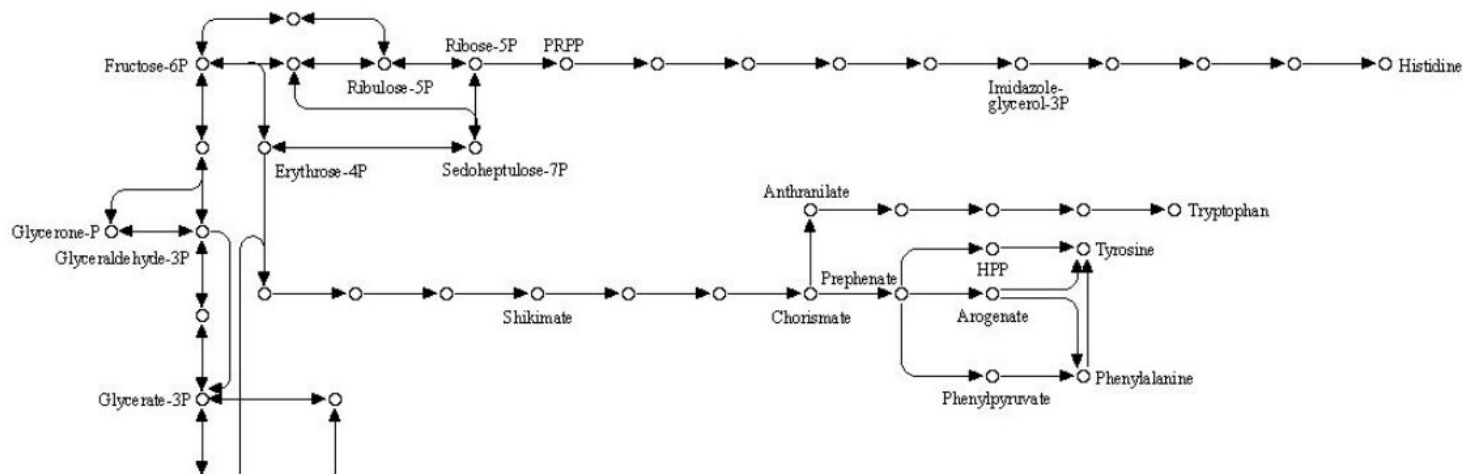 Ribose-5P
PRPP
Fructose-6P
Histidine
Ribulose-5P
Imidazole-
glycerol-3P
Erythrose-4P
Sedoheptulose-7P
Anthranilate
Tryptophan
Glycerone-P
Glyceraldehyde-3P
Tyrosine
HPP
Prephenate
Shikimate
Chorismate
Arogenate
Phenylalanine
Glycerate-3P
Phenylpyruvate